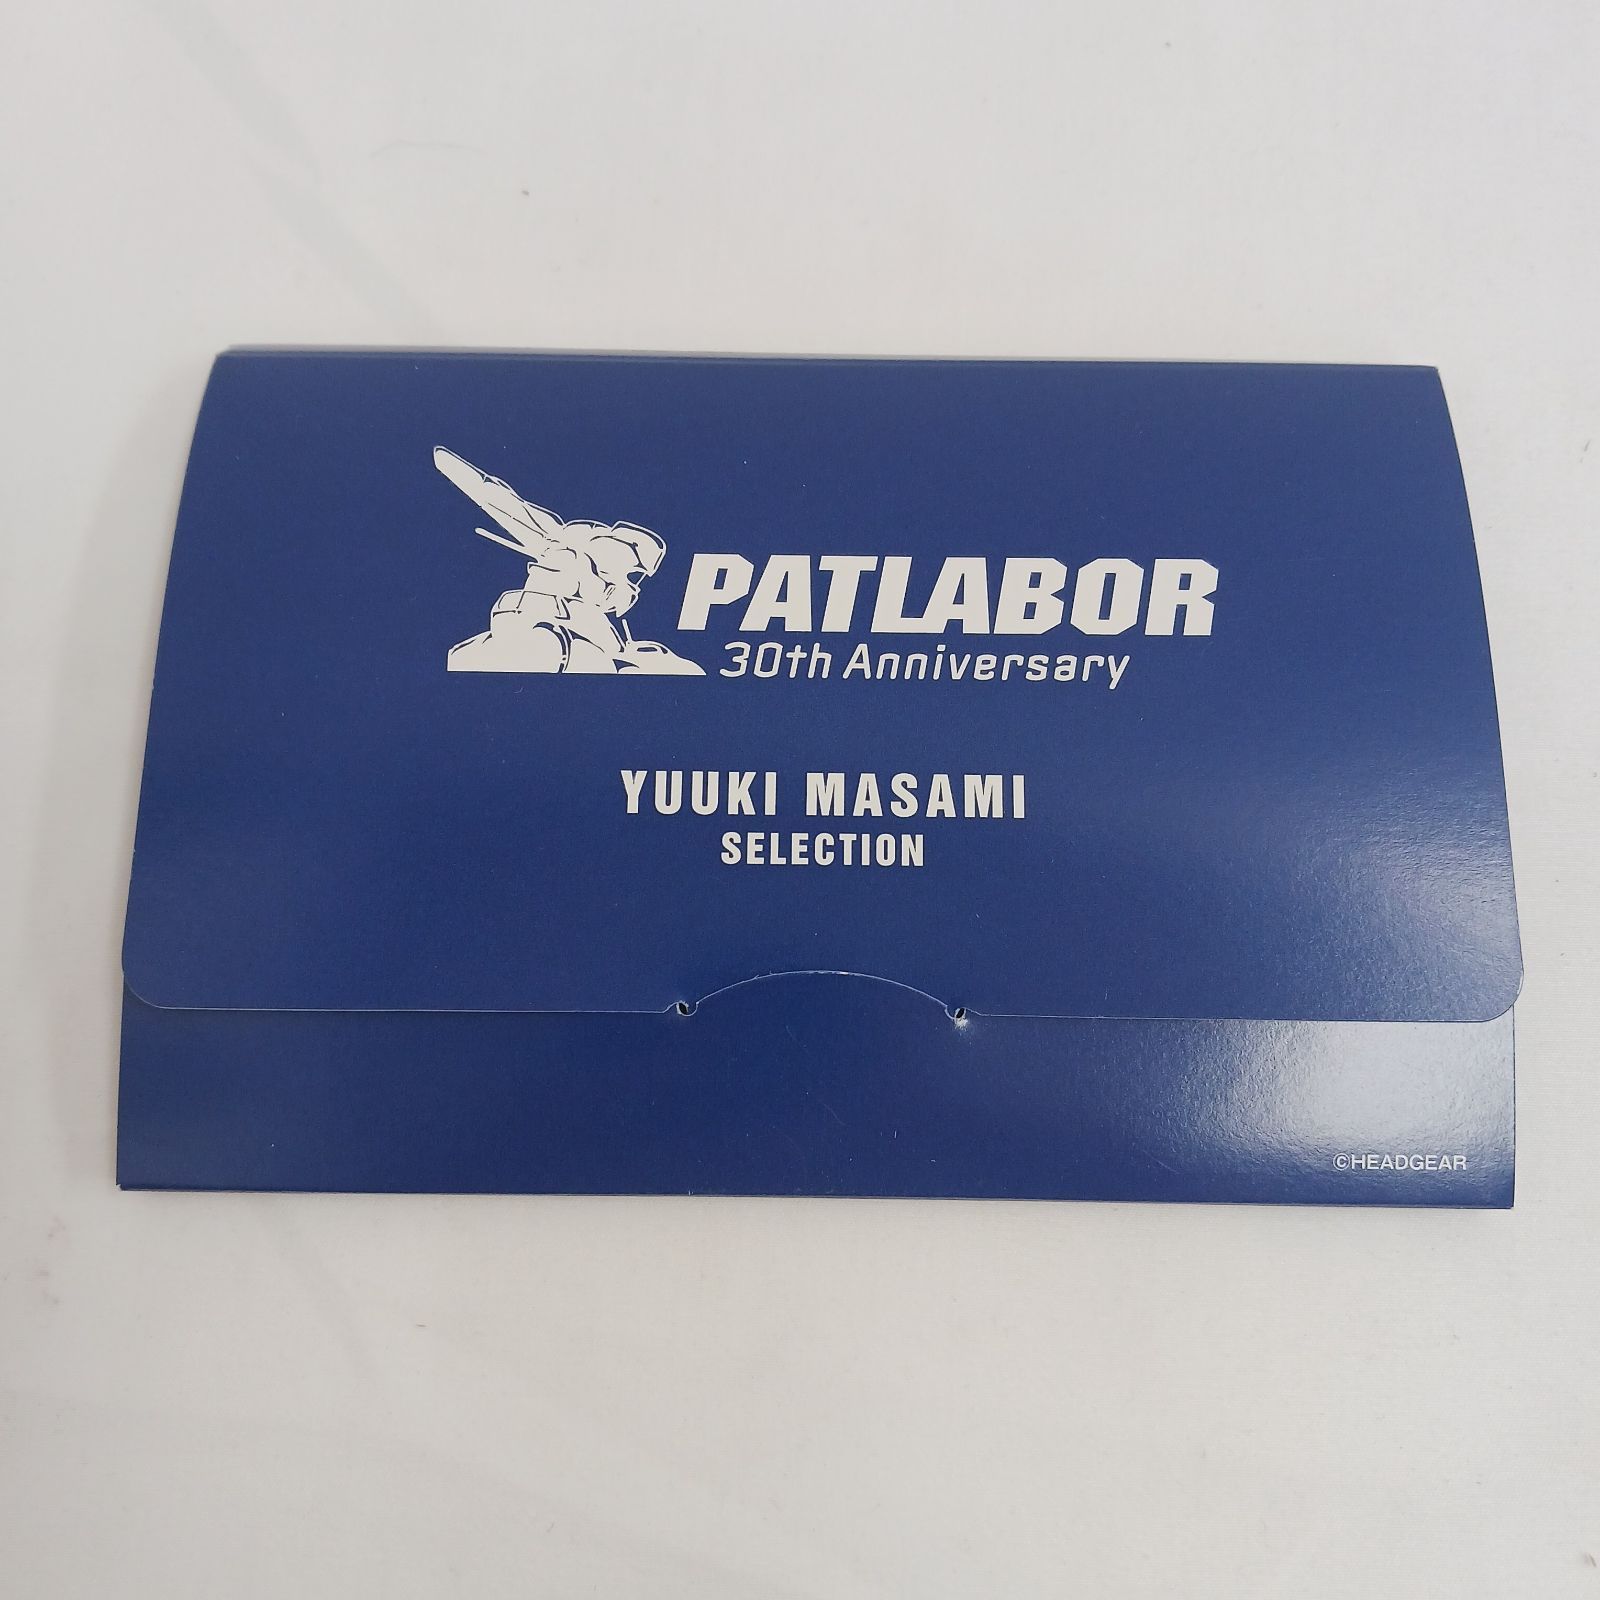 PATLABOR
30th Anniversary
YUUKI MASAMI
SELECTION
©HEADGEAR